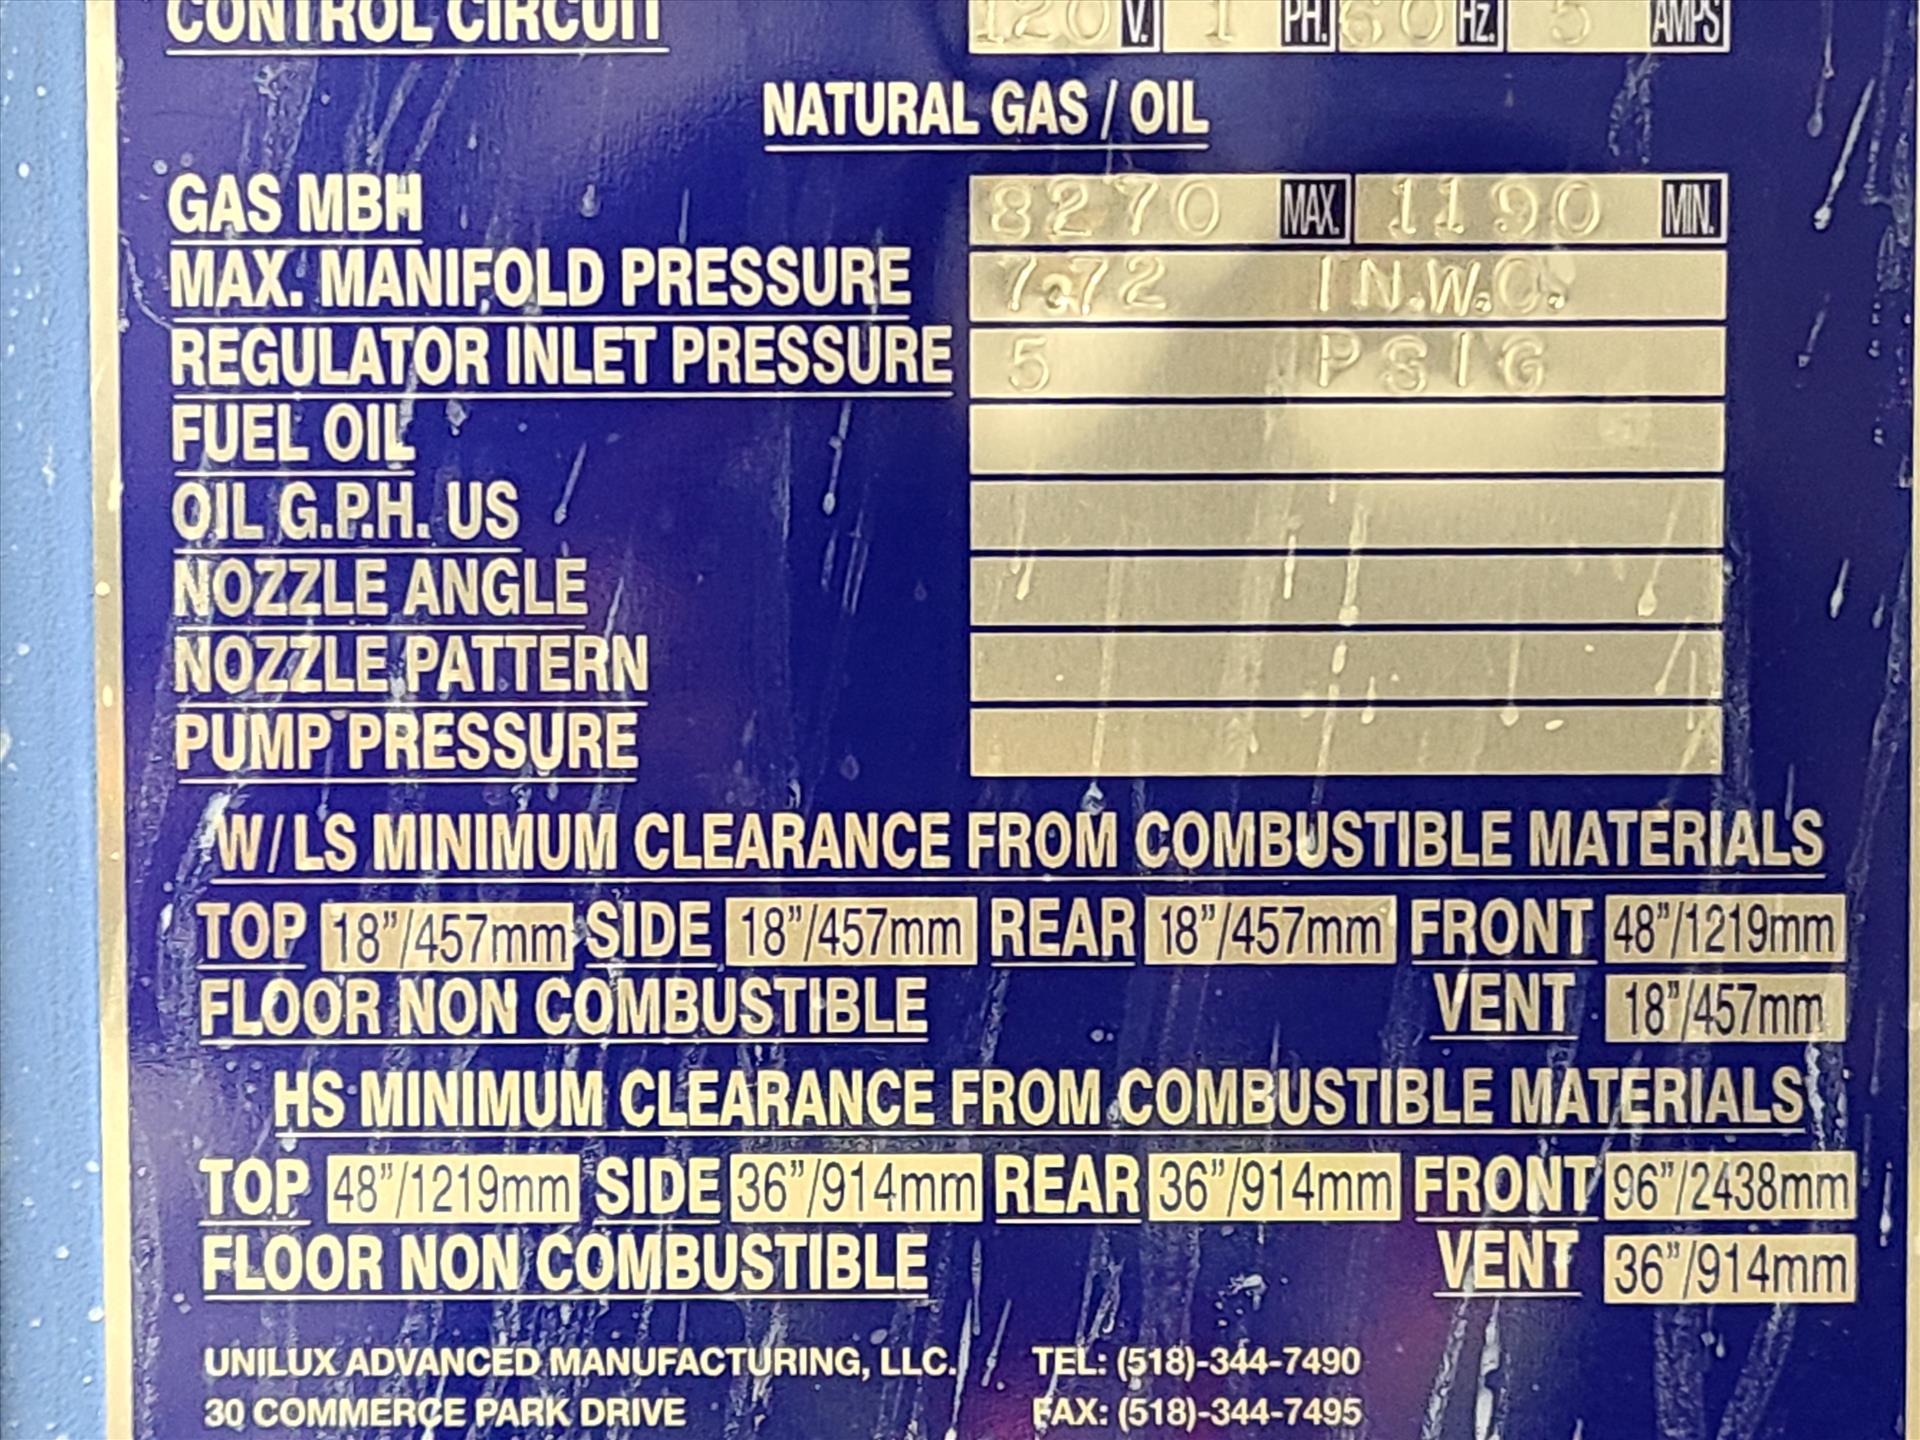 CONTROL CIRCUIT 120 V. 1 PH. 60 Hz. 5 AMPS
NATURAL GAS / OIL
GAS MBH 8270 MAX. 1190 MIN.
MAX. MANIFOLD PRESSURE 7.72 IN.W.C.
REGULATOR INLET PRESSURE 5 PSIG
FUEL OIL
OIL G.P.H. US
NOZZLE ANGLE
NOZZLE PATTERN
PUMP PRESSURE
W/LS MINIMUM CLEARANCE FROM COMBUSTIBLE MATERIALS
TOP 18"/457mm SIDE 18"/457mm REAR 18"/457mm FRONT 48"/1219mm
FLOOR NON COMBUSTIBLE VENT 18"/457mm
HS MINIMUM CLEARANCE FROM COMBUSTIBLE MATERIALS
TOP 48"/1219mm SIDE 36"/914mm REAR 36"/914mm FRONT 96"/2438mm
FLOOR NON COMBUSTIBLE VENT 36"/914mm
UNILUX ADVANCED MANUFACTURING, LLC. TEL: (518)-344-7490
30 COMMERCE PARK DRIVE FAX: (518)-344-7495